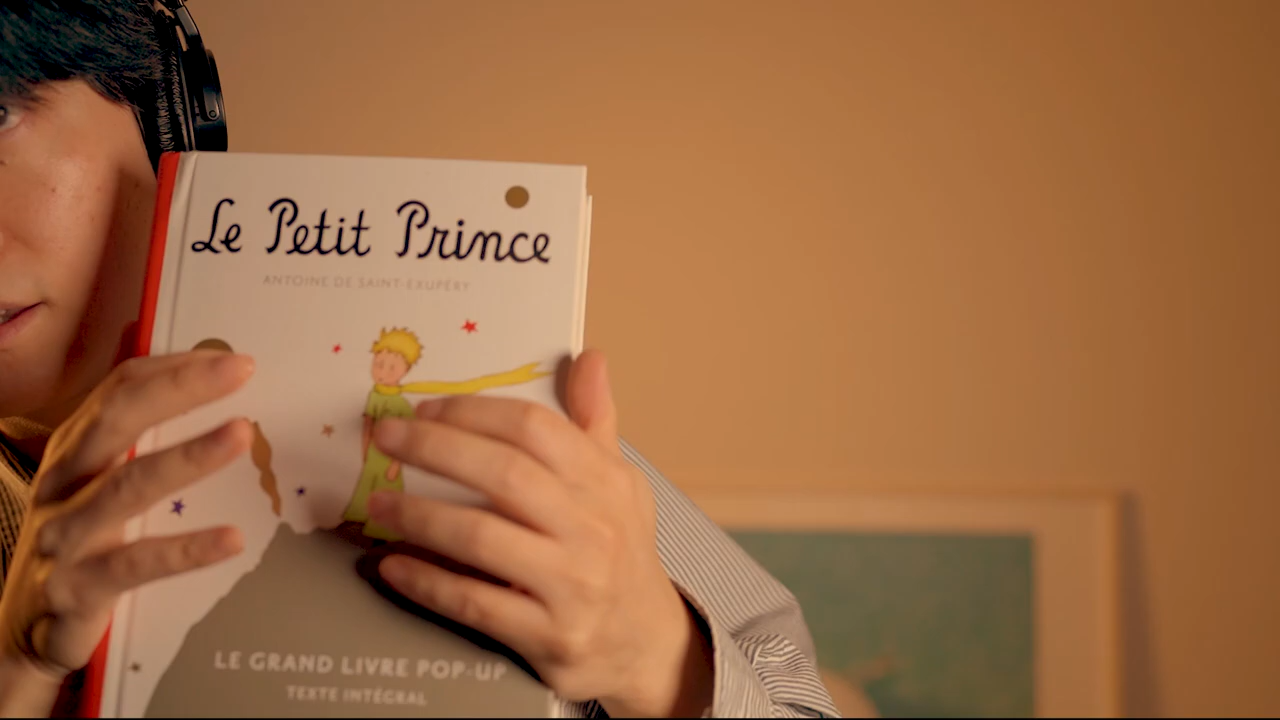 Le Petit Prince
ANTOINE DE SAINT-EXUPÉRY
LE GRAND LIVRE POP-UP
TEXTE INTÉGRAL